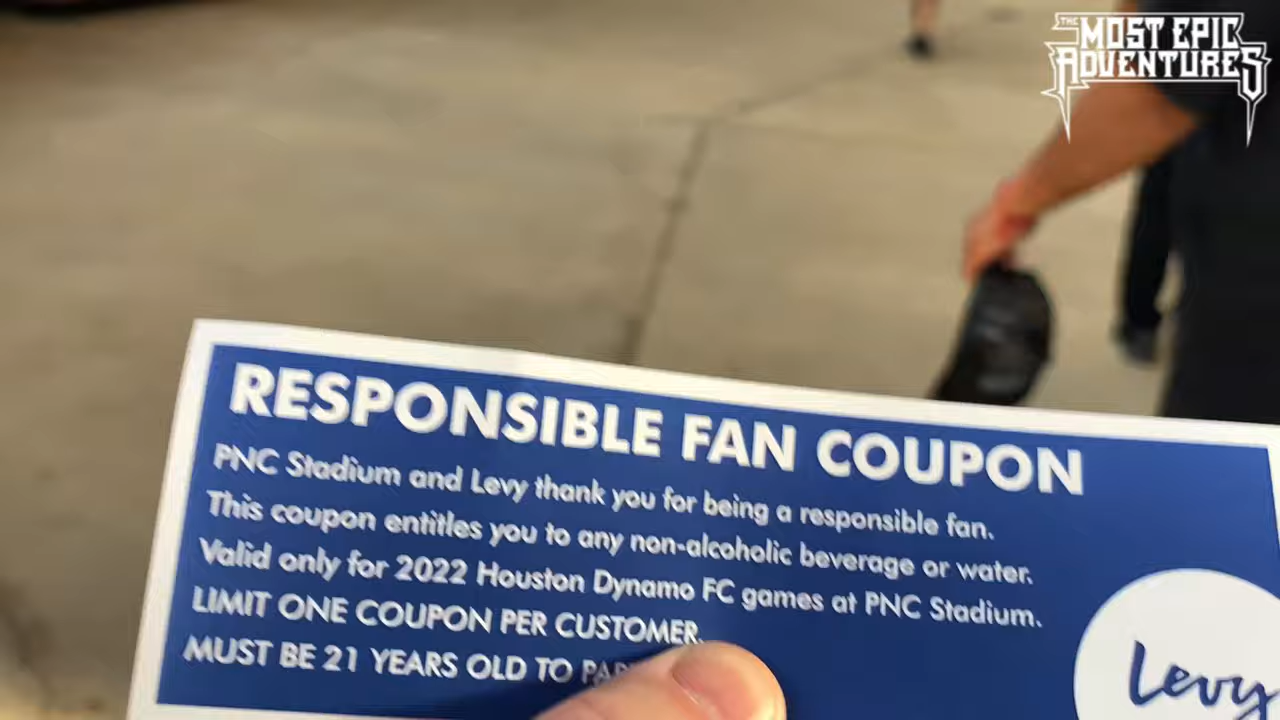 THE
MOST EPIC
ADVENTURES
RESPONSIBLE FAN COUPON
PNC Stadium and Levy thank you for being a responsible fan.
This coupon entitles you to any non-alcoholic beverage or water.
Valid only for 2022 Houston Dynamo FC games at PNC Stadium.
LIMIT ONE COUPON PER CUSTOMER.
MUST BE 21 YEARS OLD TO
Levy